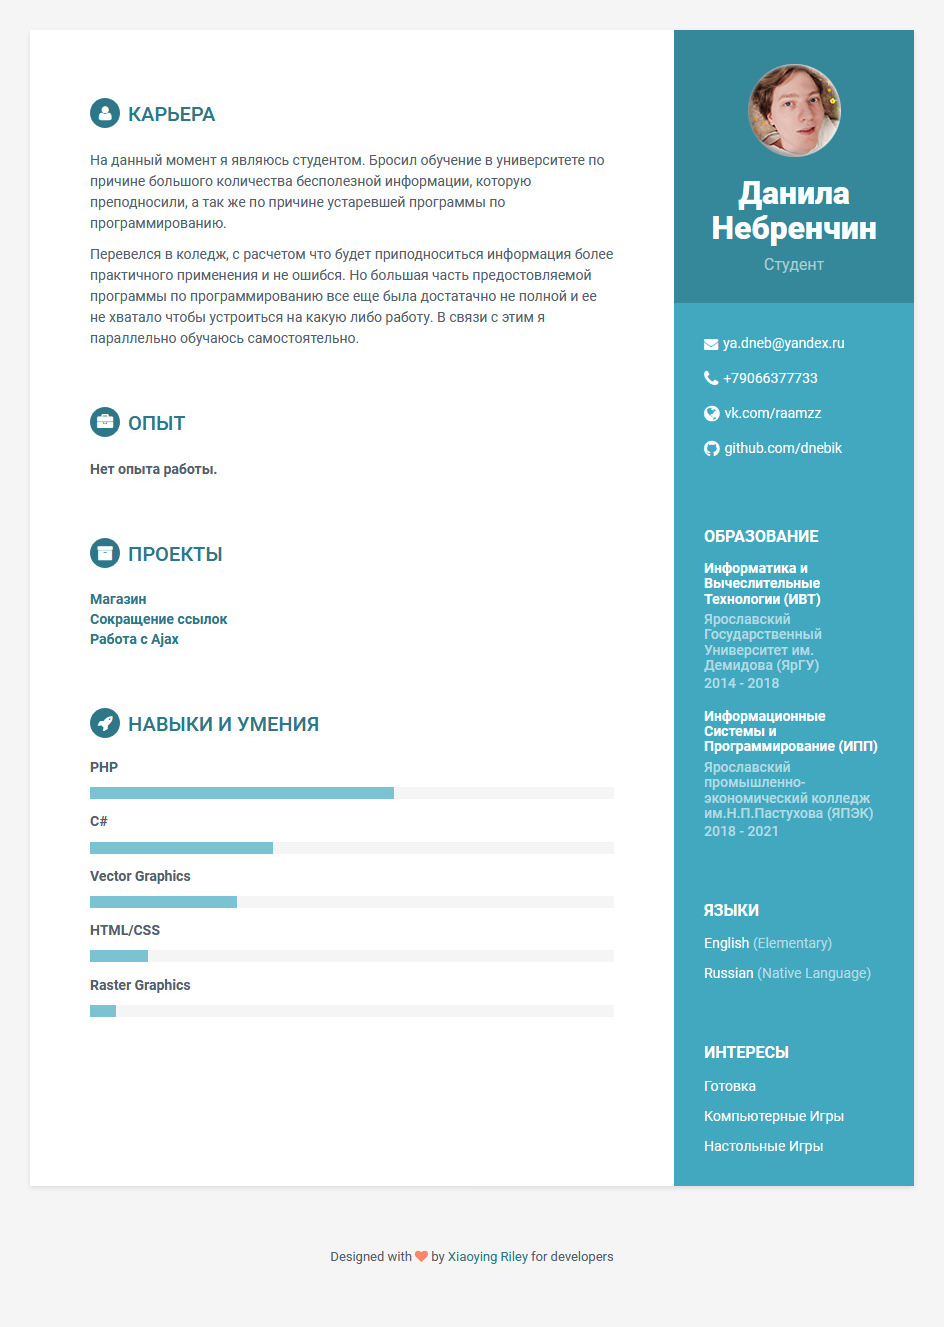 КАРЬЕРА
На данный момент я являюсь студентом. Бросил обучение в университете по
причине большого количества бесполезной информации, которую
преподносили, а так же по причине устаревшей программы по
программированию.
Перевелся в коледж, с расчетом что будет приподноситься информация более
практичного применения и не ошибся. Но большая часть предостовляемой
программы по программированию все еще была достатачно не полной и ее
не хватало чтобы устроиться на какую либо работу. В связи с этим я
параллельно обучаюсь самостоятельно.
ОПЫТ
Нет опыта работы.
ПРОЕКТЫ
Магазин
Сокращение ссылок
Работа с Ajax
НАВЫКИ И УМЕНИЯ
PHP
C#
Vector Graphics
HTML/CSS
Raster Graphics
Данила
Небренчин
Студент
ya.dneb@yandex.ru
+79066377733
vk.com/raamzz
github.com/dnebik
ОБРАЗОВАНИЕ
Информатика и
Вычеслительные
Технологии (ИВТ)
Ярославский
Государственный
Университет им.
Демидова (ЯрГУ)
2014 - 2018
Информационные
Системы и
Программирование (ИПП)
Ярославский
промышленно-
экономический колледж
им.Н.П.Пастухова (ЯПЭК)
2018 - 2021
ЯЗЫКИ
English (Elementary)
Russian (Native Language)
ИНТЕРЕСЫ
Готовка
Компьютерные Игры
Настольные Игры
Designed with by Xiaoying Riley for developers